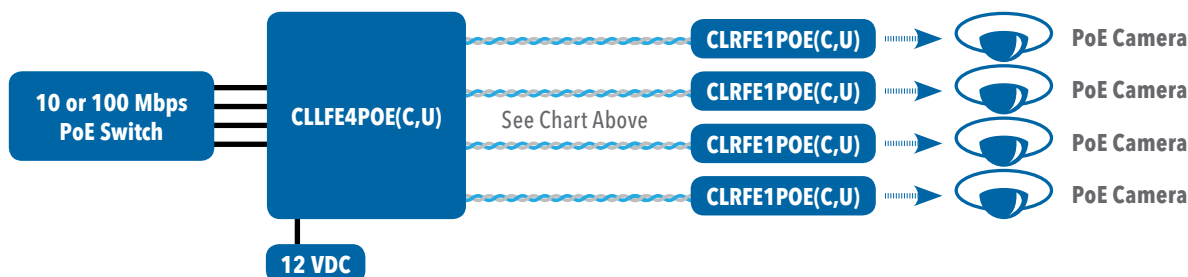 CLRFE1POE(C,U)
PoE Camera
10 or 100 Mbps
PoE Switch
CLLFE4POE(C,U)
CLRFE1POE(C,U)
PoE Camera
See Chart Above
CLRFE1POE(C,U)
PoE Camera
CLRFE1POE(C,U)
PoE Camera
12 VDC